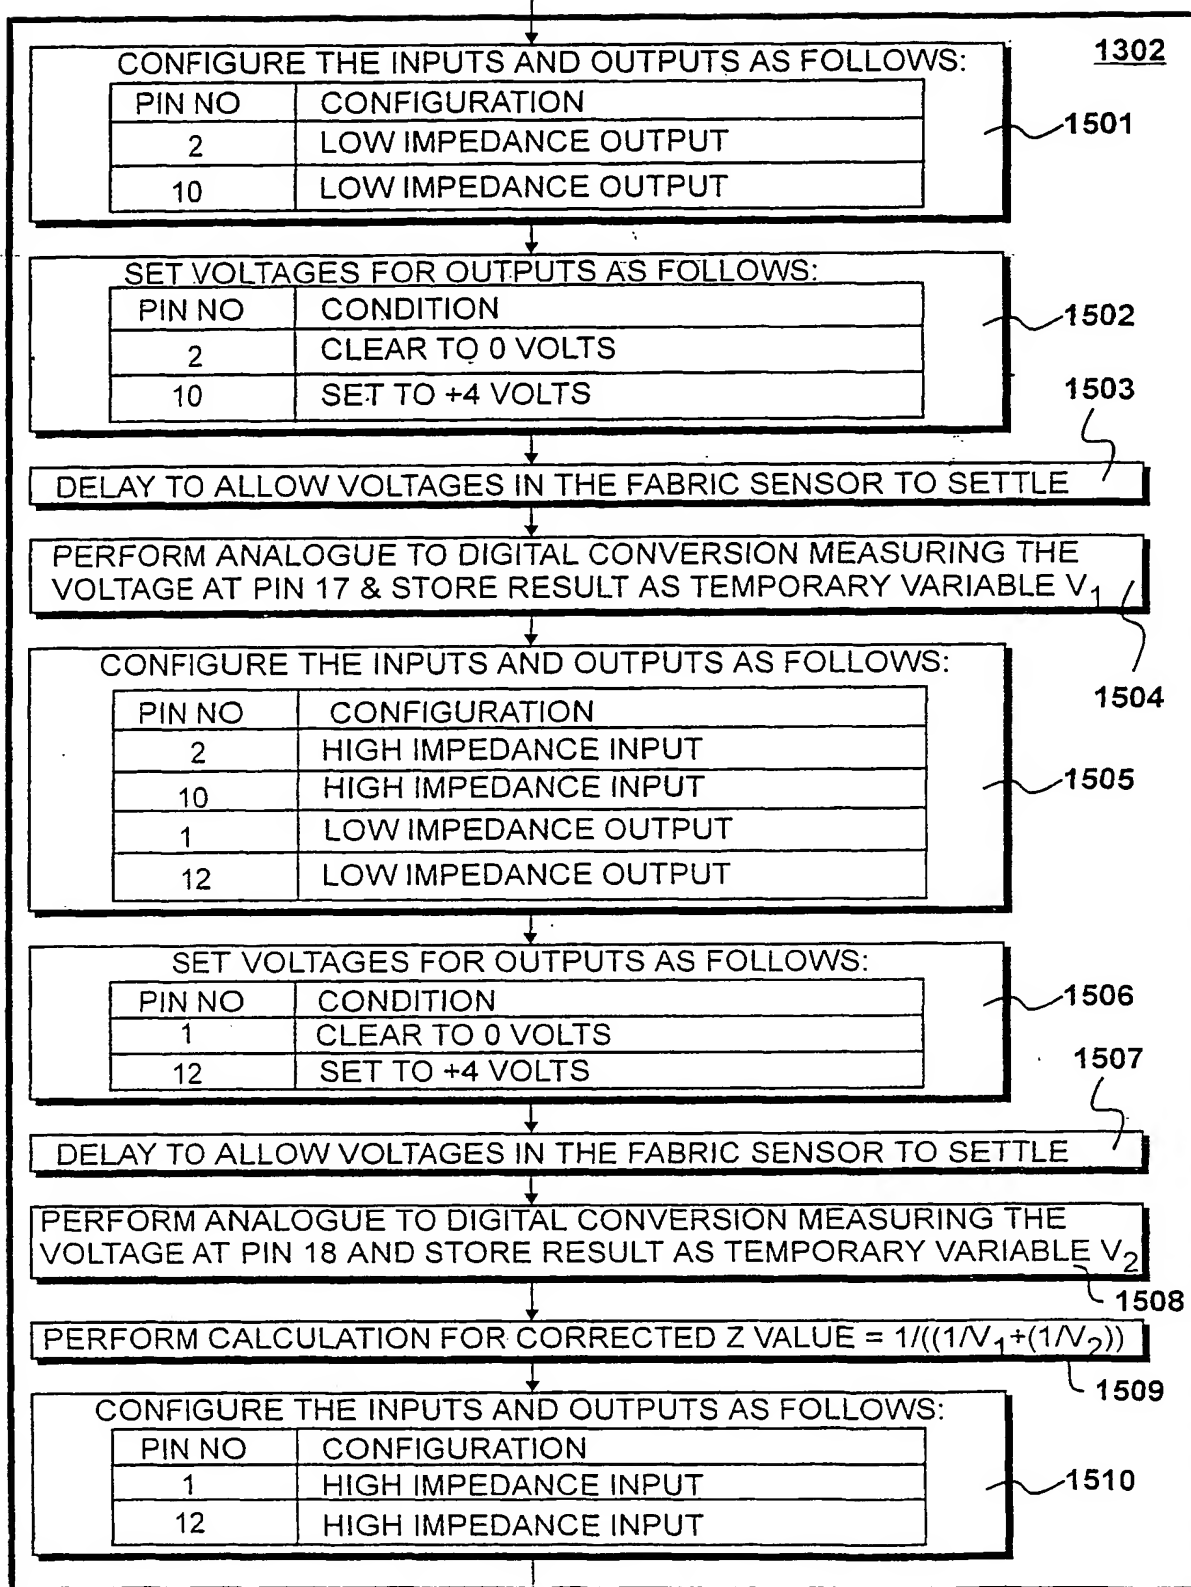 1302
CONFIGURE THE INPUTS AND OUTPUTS AS FOLLOWS:
PIN NO CONFIGURATION
2 LOW IMPEDANCE OUTPUT
10 LOW IMPEDANCE OUTPUT
1501
SET VOLTAGES FOR OUTPUTS AS FOLLOWS:
PIN NO CONDITION
2 CLEAR TO 0 VOLTS
10 SET TO +4 VOLTS
1502
1503
DELAY TO ALLOW VOLTAGES IN THE FABRIC SENSOR TO SETTLE
PERFORM ANALOGUE TO DIGITAL CONVERSION MEASURING THE
VOLTAGE AT PIN 17 & STORE RESULT AS TEMPORARY VARIABLE V1
1504
CONFIGURE THE INPUTS AND OUTPUTS AS FOLLOWS:
PIN NO CONFIGURATION
2 HIGH IMPEDANCE INPUT
10 HIGH IMPEDANCE INPUT
1 LOW IMPEDANCE OUTPUT
12 LOW IMPEDANCE OUTPUT
1505
SET VOLTAGES FOR OUTPUTS AS FOLLOWS:
PIN NO CONDITION
1 CLEAR TO 0 VOLTS
12 SET TO +4 VOLTS
1506
1507
DELAY TO ALLOW VOLTAGES IN THE FABRIC SENSOR TO SETTLE
PERFORM ANALOGUE TO DIGITAL CONVERSION MEASURING THE
VOLTAGE AT PIN 18 AND STORE RESULT AS TEMPORARY VARIABLE V2
1508
PERFORM CALCULATION FOR CORRECTED Z VALUE = 1/((1/V1+(1/V2))
1509
CONFIGURE THE INPUTS AND OUTPUTS AS FOLLOWS:
PIN NO CONFIGURATION
1 HIGH IMPEDANCE INPUT
12 HIGH IMPEDANCE INPUT
1510